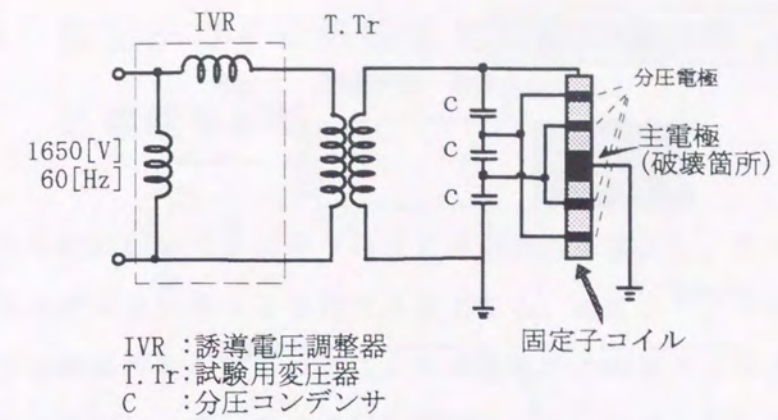 IVR T.Tr
分圧電極
C
主電極
(破壊箇所)
C
1650[V]
60[Hz]
C
固定子コイル
IVR :誘導電圧調整器
T.Tr:試験用変圧器
C :分圧コンデンサ